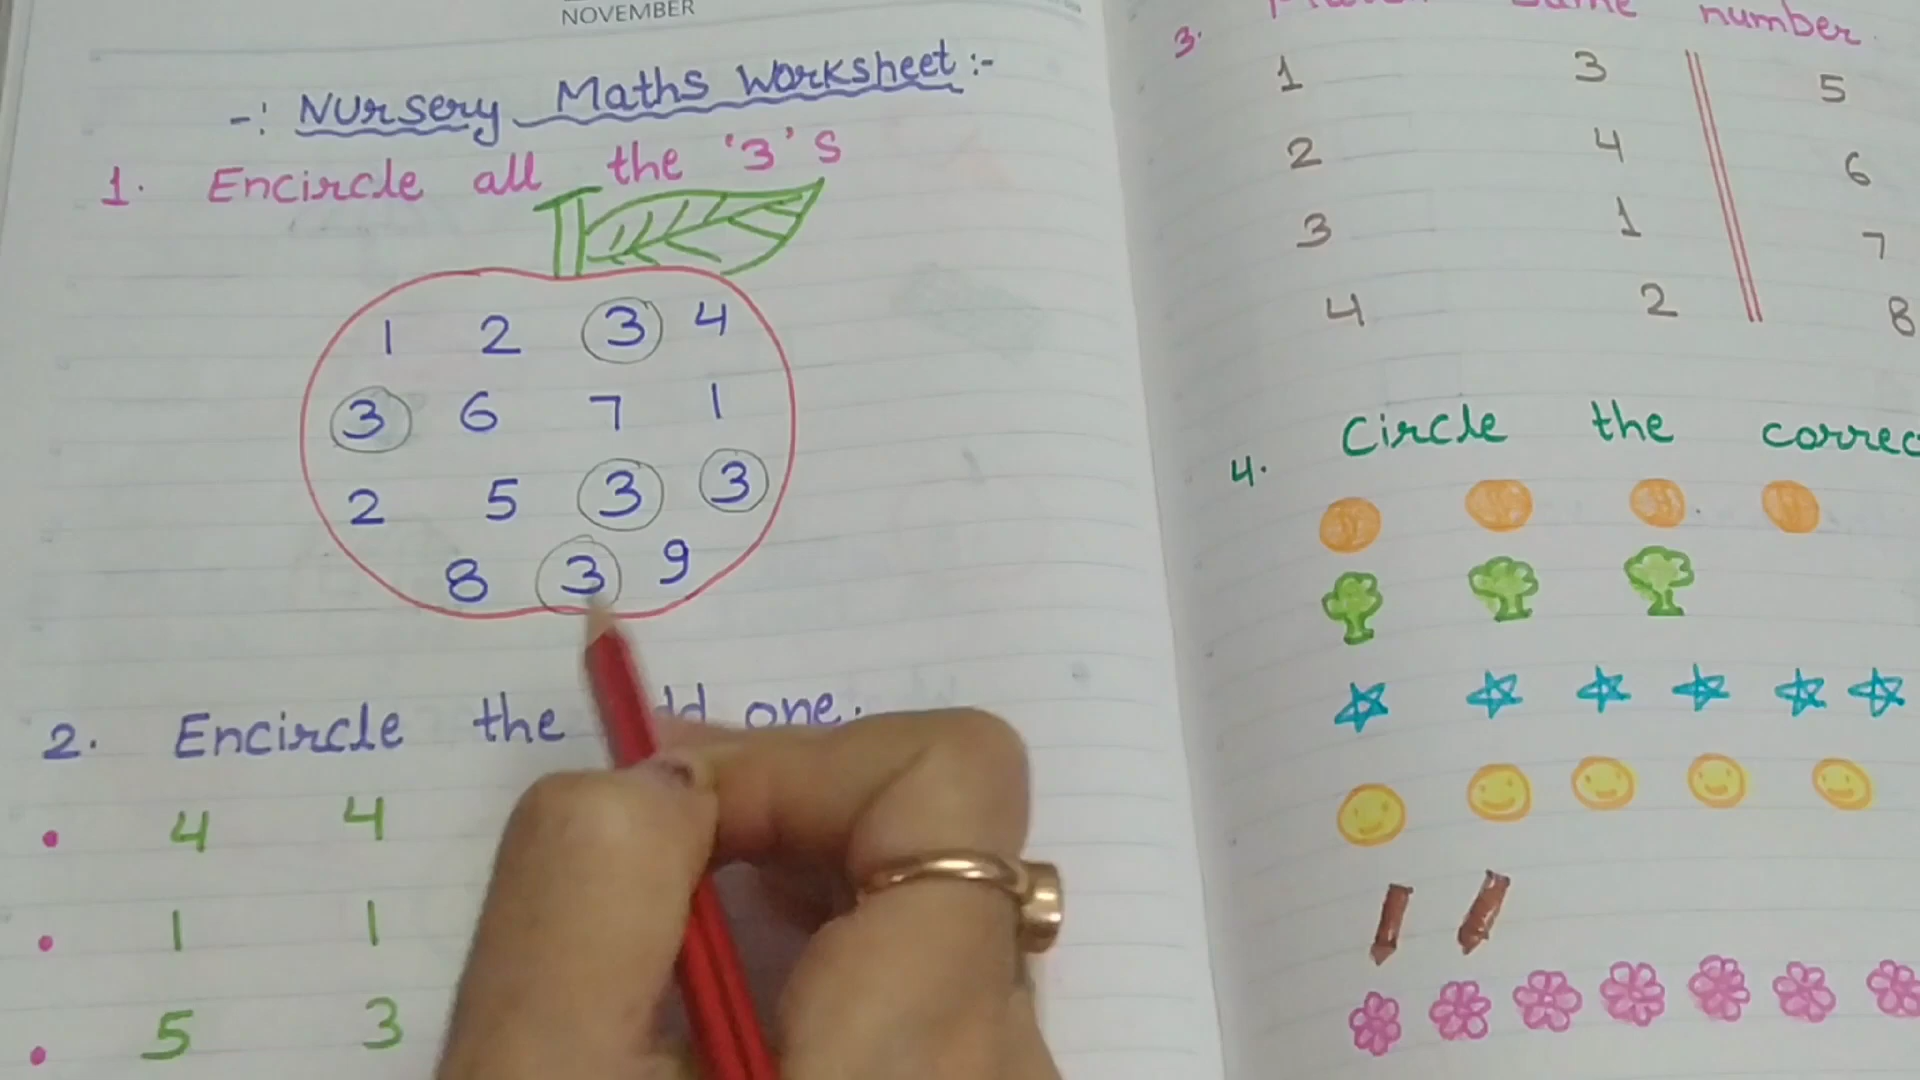 NOVEMBER
-: Nursery Maths Worksheet :-
1. Encircle all the '3's
1 2 3 4
3 6 7 1
2 5 3 3
8 3 9
2. Encircle the one.
4 4
1 1
5 3
3. same number
1 3 5
2 4 6
3 1 7
4 2 8
4. Circle the